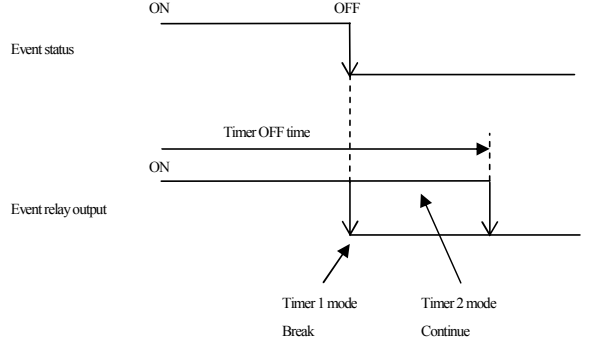 ON OFF
Event status
Timer OFF time
ON
Event relay output
Timer 1 mode Timer 2 mode
Break Continue